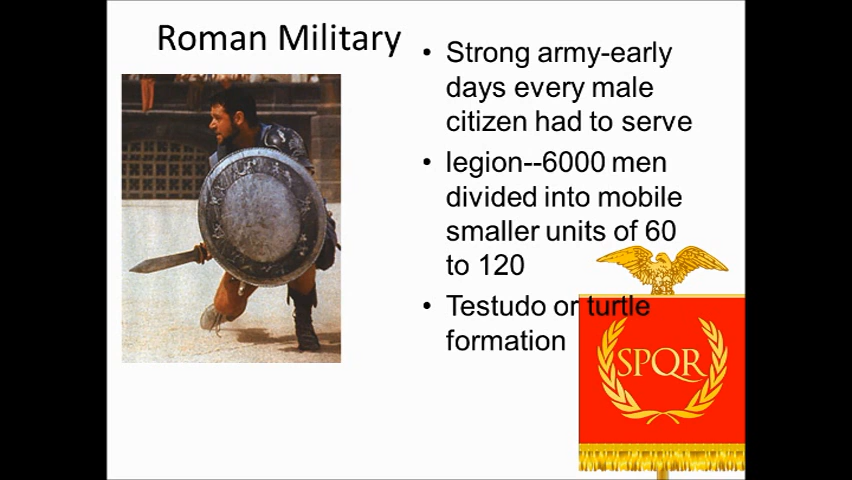 Roman Military
• Strong army-early
days every male
citizen had to serve
• legion--6000 men
divided into mobile
smaller units of 60
to 120
• Testudo or turtle
formation
SPQR